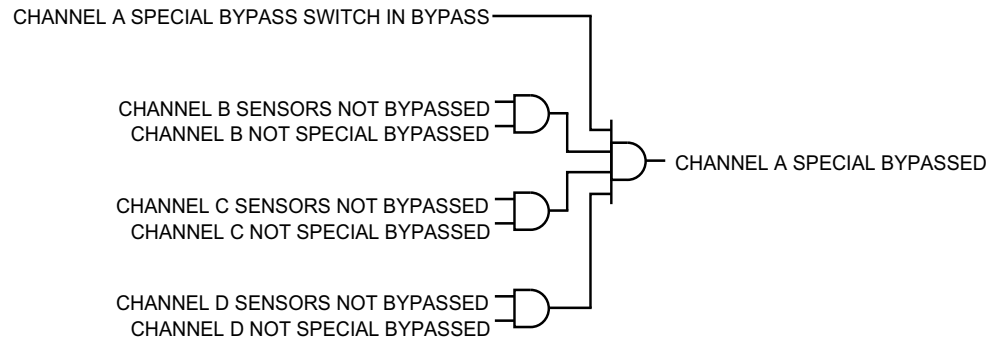 CHANNEL A SPECIAL BYPASS SWITCH IN BYPASS
CHANNEL B SENSORS NOT BYPASSED
CHANNEL B NOT SPECIAL BYPASSED
CHANNEL A SPECIAL BYPASSED
CHANNEL C SENSORS NOT BYPASSED
CHANNEL C NOT SPECIAL BYPASSED
CHANNEL D SENSORS NOT BYPASSED
CHANNEL D NOT SPECIAL BYPASSED